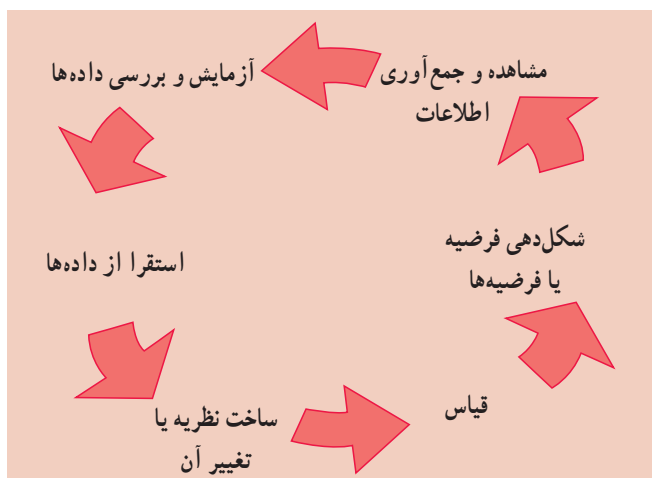 مشاهده و جمع‌آوری
اطلاعات
آزمایش و بررسی داده‌ها
استقرا از داده‌ها
ساخت نظریه یا
تغییر آن
قیاس
شکل‌دهی فرضیه
یا فرضیه‌ها